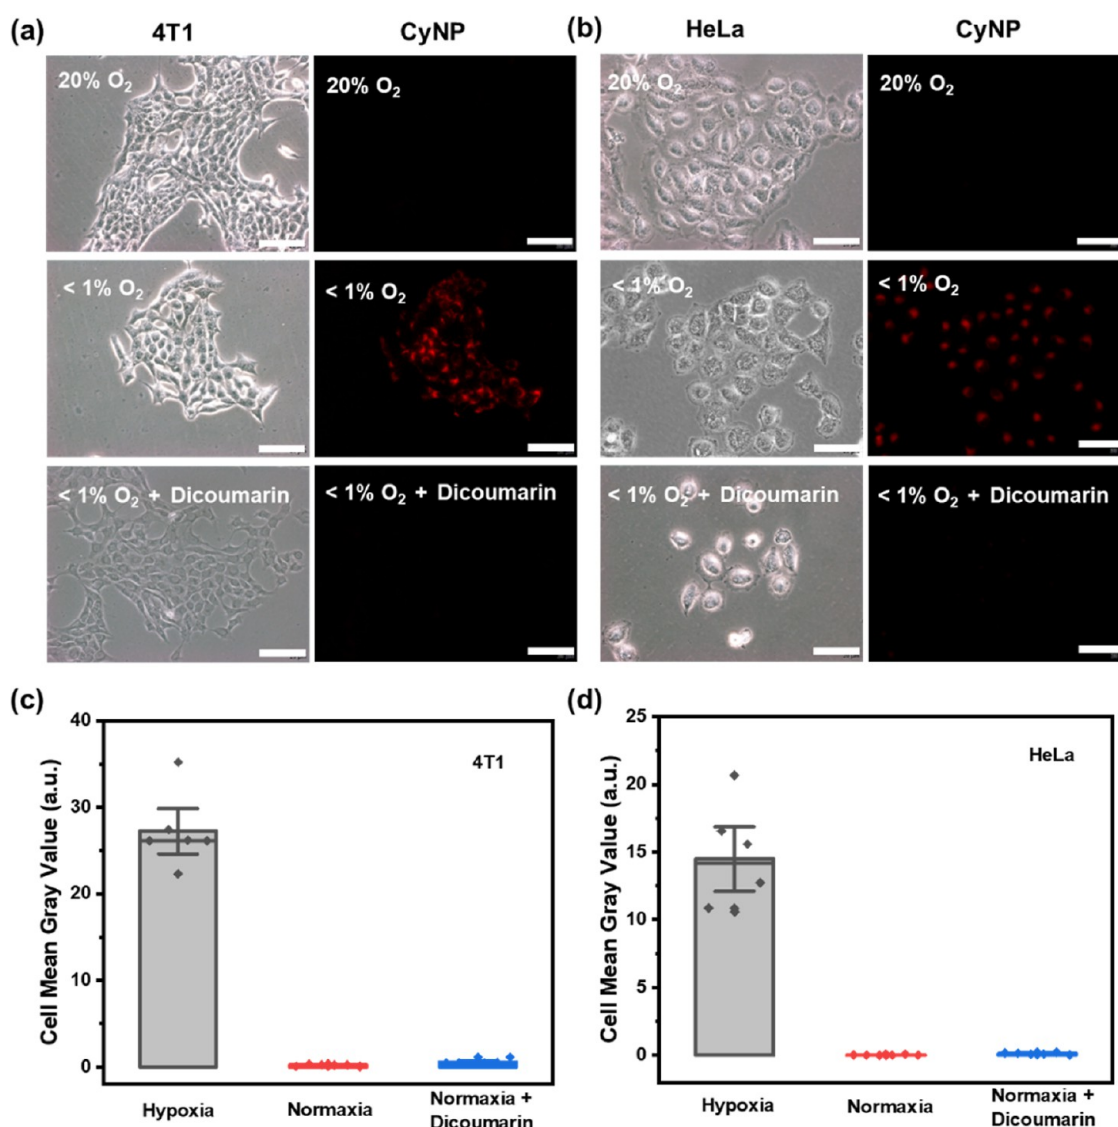 (a) 4T1 CyNP (b) HeLa CyNP
20% O₂ 20% O₂ 20% O₂ 20% O₂
< 1% O₂ < 1% O₂ < 1% O₂ < 1% O₂
< 1% O₂ + Dicoumarin < 1% O₂ + Dicoumarin < 1% O₂ + Dicoumarin < 1% O₂ + Dicoumarin
(c)
Cell Mean Gray Value (a.u.)
40
30
20
10
0
4T1
Hypoxia Normaxia Normaxia +
Dicoumarin
(d)
Cell Mean Gray Value (a.u.)
25
20
15
10
5
0
HeLa
Hypoxia Normaxia Normaxia +
Dicoumarin